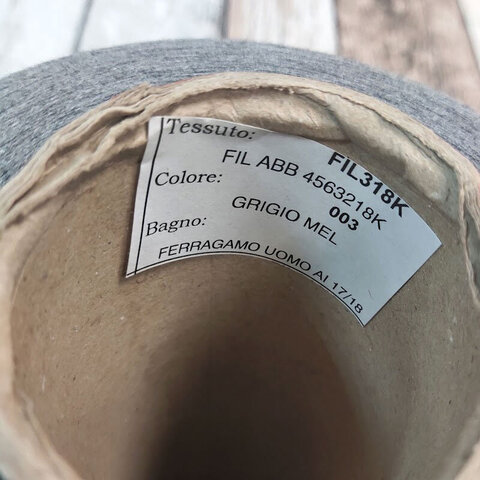 Tessuto: FIL318K
FIL ABB 4563218K
Colore: 003
GRIGIO MEL
Bagno:
FERRAGAMO UOMO AI 17/18